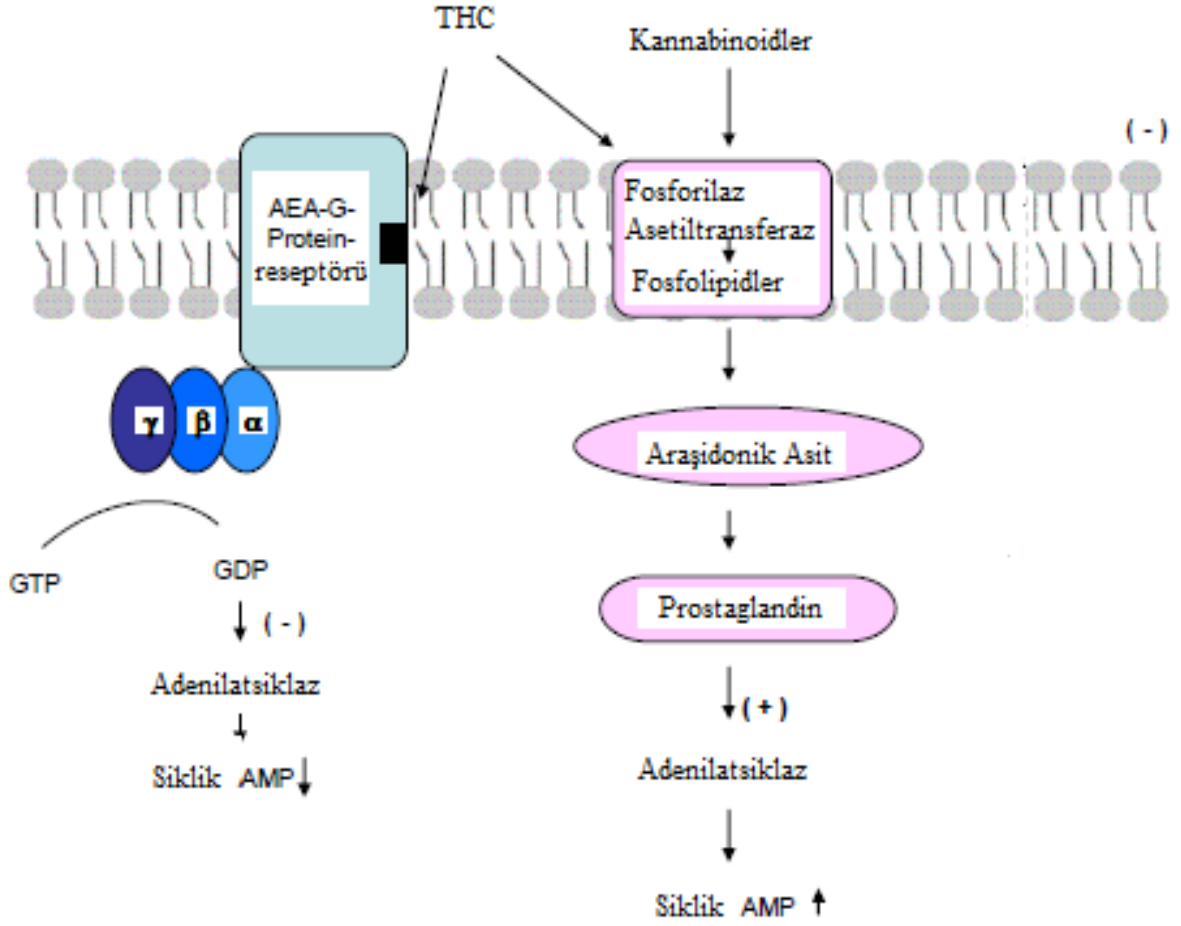 THC
Kannabinoidler
( - )
AEA-G-
Protein-
reseptörü
Fosforilaz
Asetiltransferaz
Fosfolipidler
γ β α
Araşidonik Asit
GTP
GDP
( - )
Prostaglandin
Adenilatsiklaz
( + )
Siklik AMP
Adenilatsiklaz
Siklik AMP